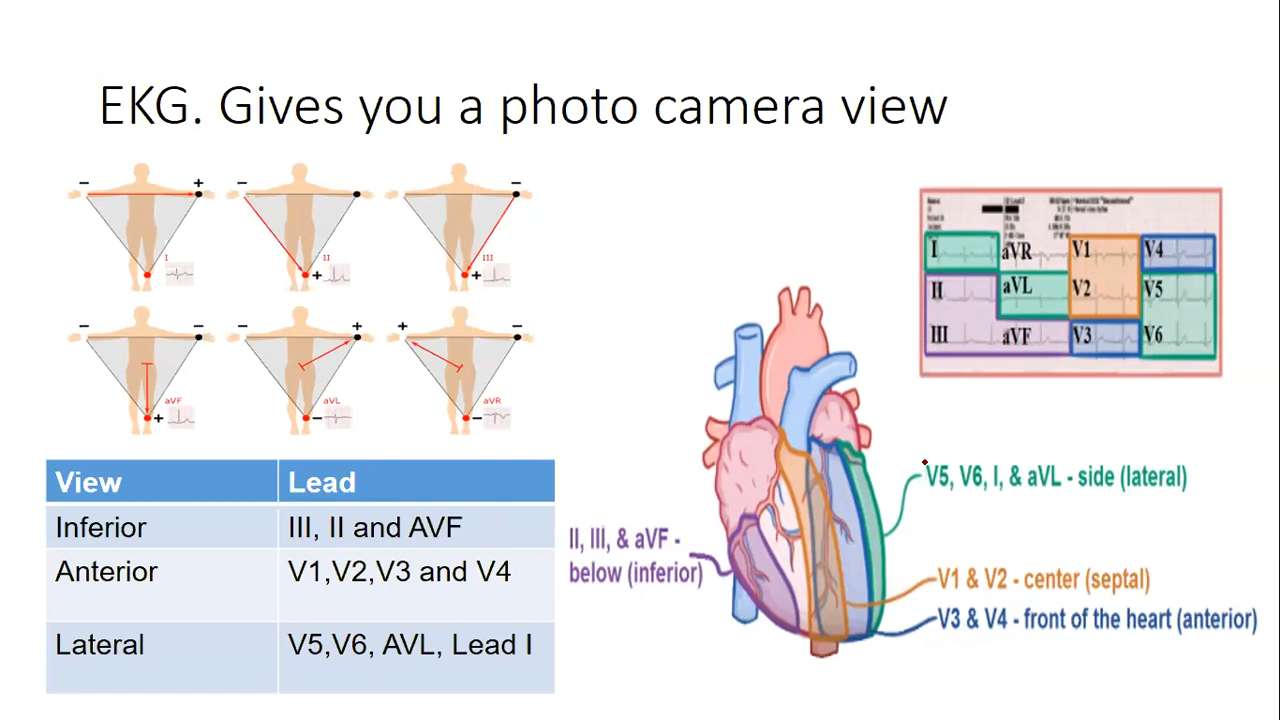 EKG. Gives you a photo camera view
− +
I
−
II
+
−
III
+
− −
aVF
+
− +
aVL
−
+ −
aVR
−
I aVR V1 V4
II aVL V2 V5
III aVF V3 V6
View Lead
Inferior III, II and AVF
Anterior V1,V2,V3 and V4
Lateral V5,V6, AVL, Lead I
II, III, & aVF -
below (inferior)
V5, V6, I, & aVL - side (lateral)
V1 & V2 - center (septal)
V3 & V4 - front of the heart (anterior)